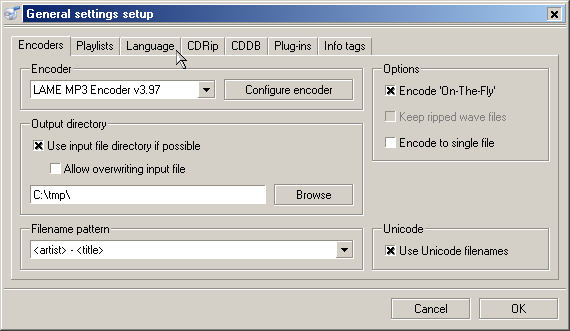 General settings setup
Encoders Playlists Language CDRip CDDB Plug-ins Info tags
Encoder
LAME MP3 Encoder v3.97
Configure encoder
Options
Encode 'On-The-Fly'
Keep ripped wave files
Encode to single file
Output directory
Use input file directory if possible
Allow overwriting input file
C:\tmp\
Browse
Filename pattern
<artist> - <title>
Unicode
Use Unicode filenames
Cancel
OK